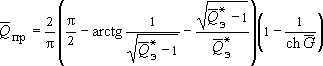 Q̅пр = 2/π (π/2 − arctg 1/√(Q̅э* − 1) − √(Q̅э* − 1)/Q̅э*) (1 − 1/ch G̅)